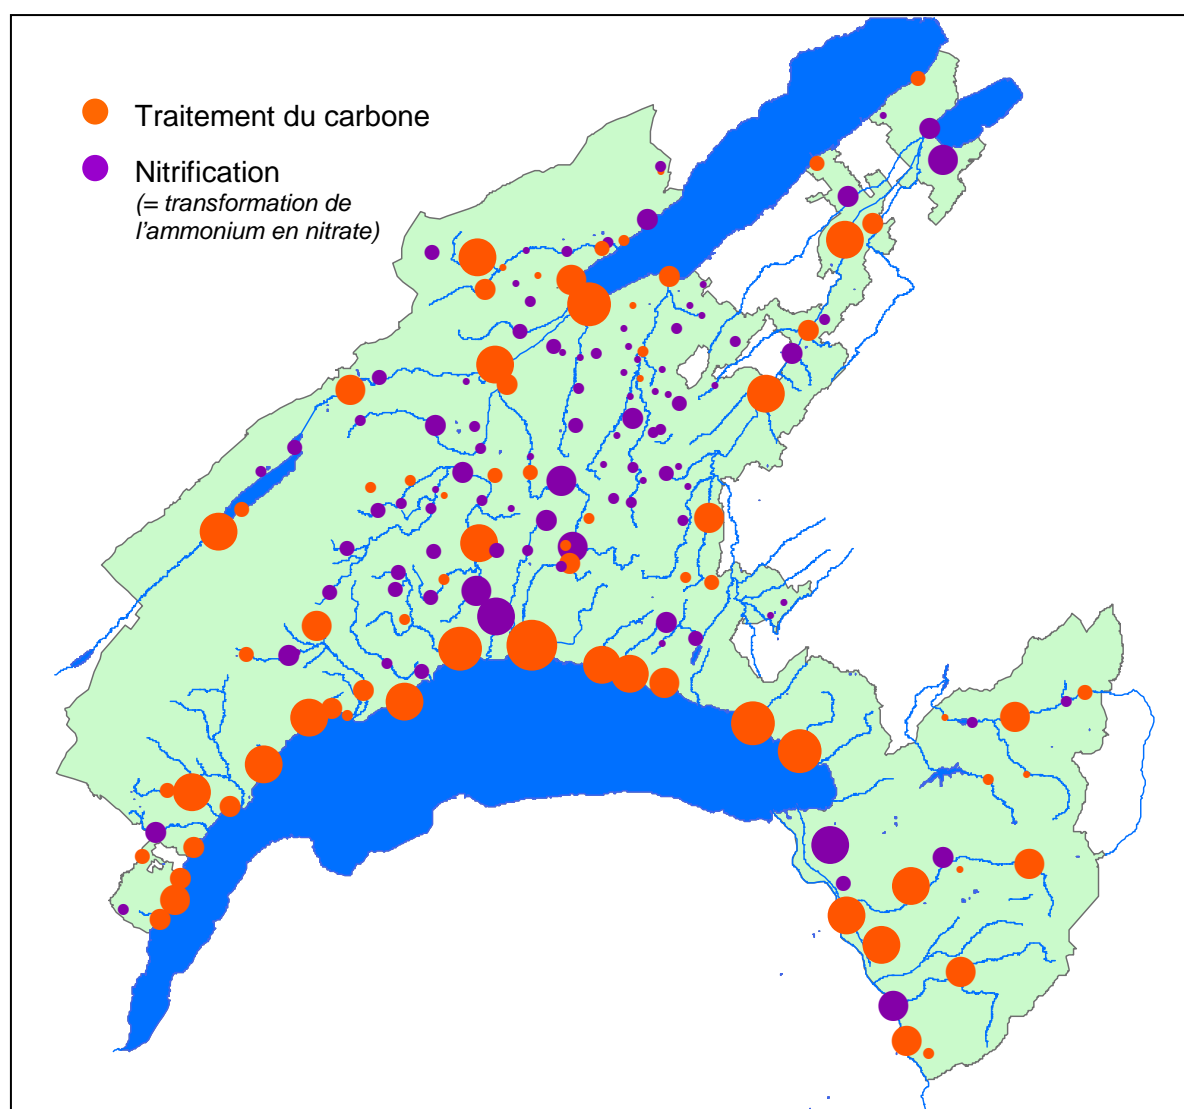 Traitement du carbone
Nitrification
(= transformation de
l'ammonium en nitrate)